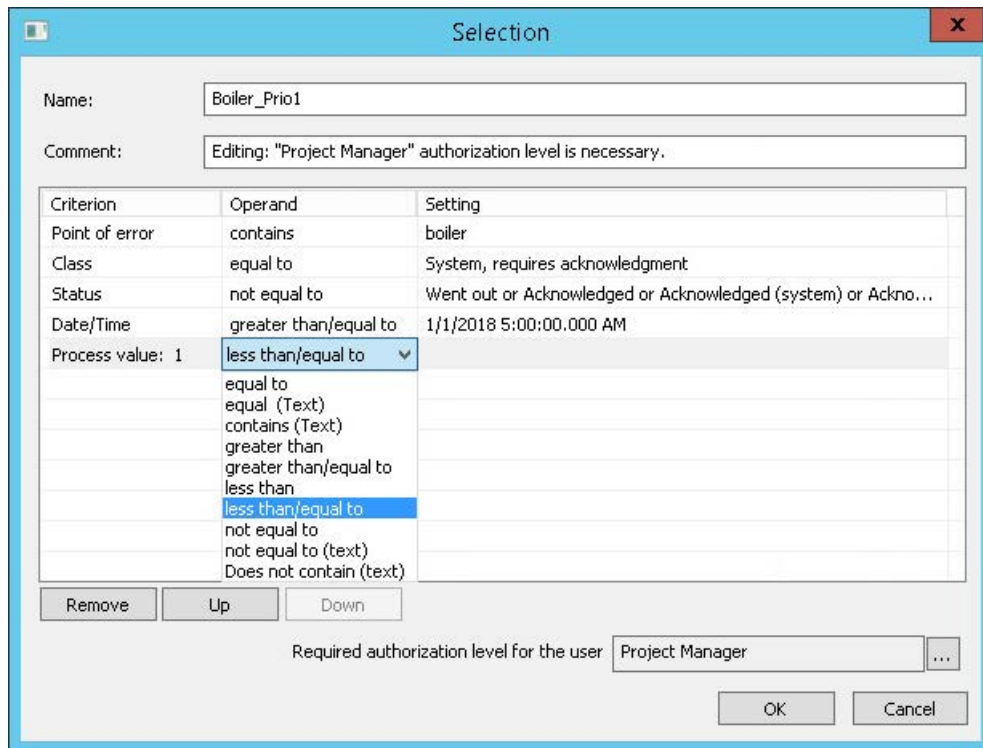 Selection
X
Name: Boiler_Prio1
Comment: Editing: "Project Manager" authorization level is necessary.
Criterion Operand Setting
Point of error contains boiler
Class equal to System, requires acknowledgment
Status not equal to Went out or Acknowledged or Acknowledged (system) or Ackno...
Date/Time greater than/equal to 1/1/2018 5:00:00.000 AM
Process value: 1 less than/equal to
equal to
equal (Text)
contains (Text)
greater than
greater than/equal to
less than
less than/equal to
not equal to
not equal to (text)
Does not contain (text)
Remove Up Down
Required authorization level for the user Project Manager ...
OK Cancel